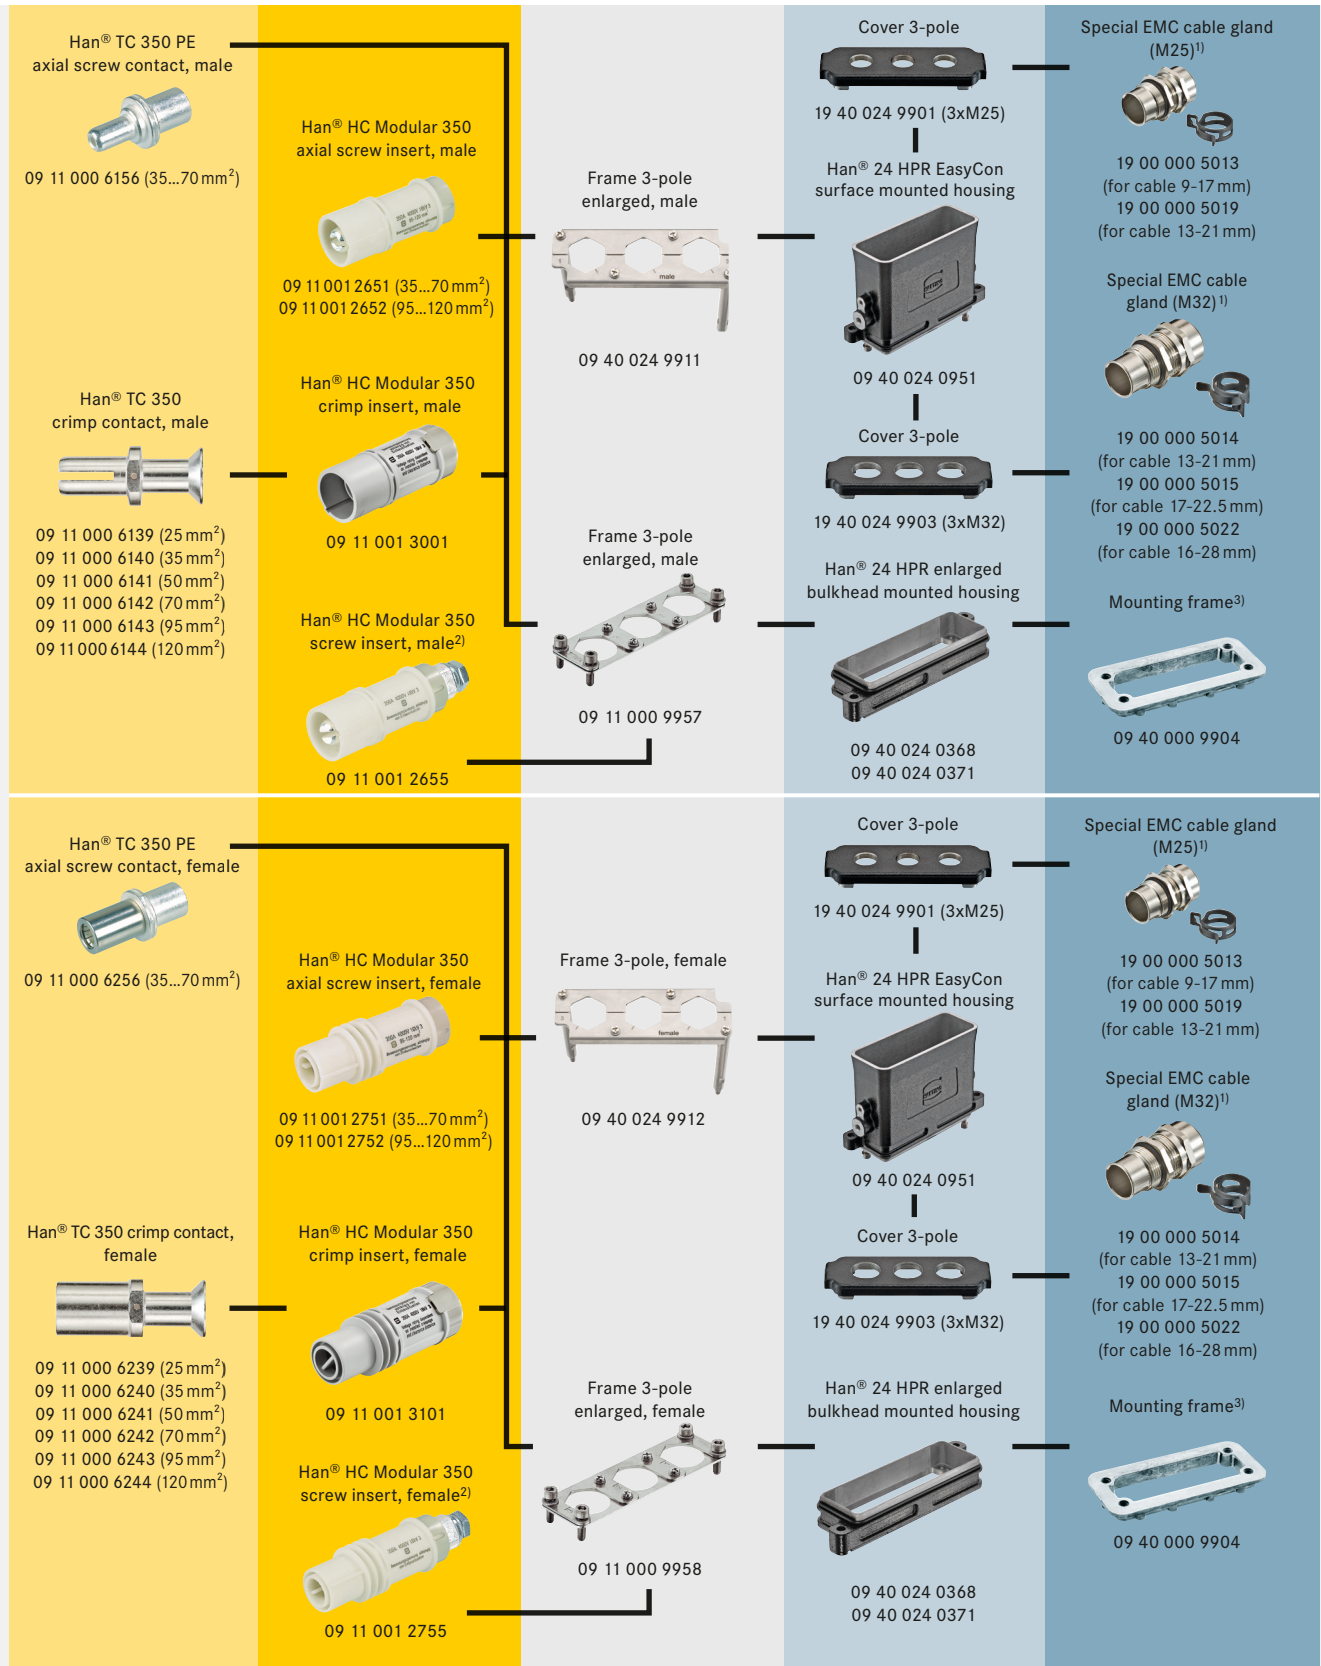 Han® TC 350 PE
axial screw contact, male
09 11 000 6156 (35...70 mm²)
Han® TC 350
crimp contact, male
09 11 000 6139 (25 mm²)
09 11 000 6140 (35 mm²)
09 11 000 6141 (50 mm²)
09 11 000 6142 (70 mm²)
09 11 000 6143 (95 mm²)
09 11 000 6144 (120 mm²)
Han® HC Modular 350
axial screw insert, male
09 11 001 2651 (35...70 mm²)
09 11 001 2652 (95...120 mm²)
Han® HC Modular 350
crimp insert, male
09 11 001 3001
Han® HC Modular 350
screw insert, male²⁾
09 11 001 2655
Frame 3-pole
enlarged, male
male
09 40 024 9911
Frame 3-pole
enlarged, male
09 11 000 9957
Cover 3-pole
19 40 024 9901 (3xM25)
Han® 24 HPR EasyCon
surface mounted housing
09 40 024 0951
Cover 3-pole
19 40 024 9903 (3xM32)
Han® 24 HPR enlarged
bulkhead mounted housing
09 40 024 0368
09 40 024 0371
Special EMC cable gland
(M25)¹⁾
19 00 000 5013
(for cable 9-17 mm)
19 00 000 5019
(for cable 13-21 mm)
Special EMC cable
gland (M32)¹⁾
19 00 000 5014
(for cable 13-21 mm)
19 00 000 5015
(for cable 17-22.5 mm)
19 00 000 5022
(for cable 16-28 mm)
Mounting frame³⁾
09 40 000 9904
Han® TC 350 PE
axial screw contact, female
09 11 000 6256 (35...70 mm²)
Han® TC 350 crimp contact,
female
09 11 000 6239 (25 mm²)
09 11 000 6240 (35 mm²)
09 11 000 6241 (50 mm²)
09 11 000 6242 (70 mm²)
09 11 000 6243 (95 mm²)
09 11 000 6244 (120 mm²)
Han® HC Modular 350
axial screw insert, female
09 11 001 2751 (35...70 mm²)
09 11 001 2752 (95...120 mm²)
Han® HC Modular 350
crimp insert, female
09 11 001 3101
Han® HC Modular 350
screw insert, female²⁾
09 11 001 2755
Frame 3-pole, female
female
09 40 024 9912
Frame 3-pole
enlarged, female
09 11 000 9958
Cover 3-pole
19 40 024 9901 (3xM25)
Han® 24 HPR EasyCon
surface mounted housing
09 40 024 0951
Cover 3-pole
19 40 024 9903 (3xM32)
Han® 24 HPR enlarged
bulkhead mounted housing
09 40 024 0368
09 40 024 0371
Special EMC cable gland
(M25)¹⁾
19 00 000 5013
(for cable 9-17 mm)
19 00 000 5019
(for cable 13-21 mm)
Special EMC cable
gland (M32)¹⁾
19 00 000 5014
(for cable 13-21 mm)
19 00 000 5015
(for cable 17-22.5 mm)
19 00 000 5022
(for cable 16-28 mm)
Mounting frame³⁾
09 40 000 9904